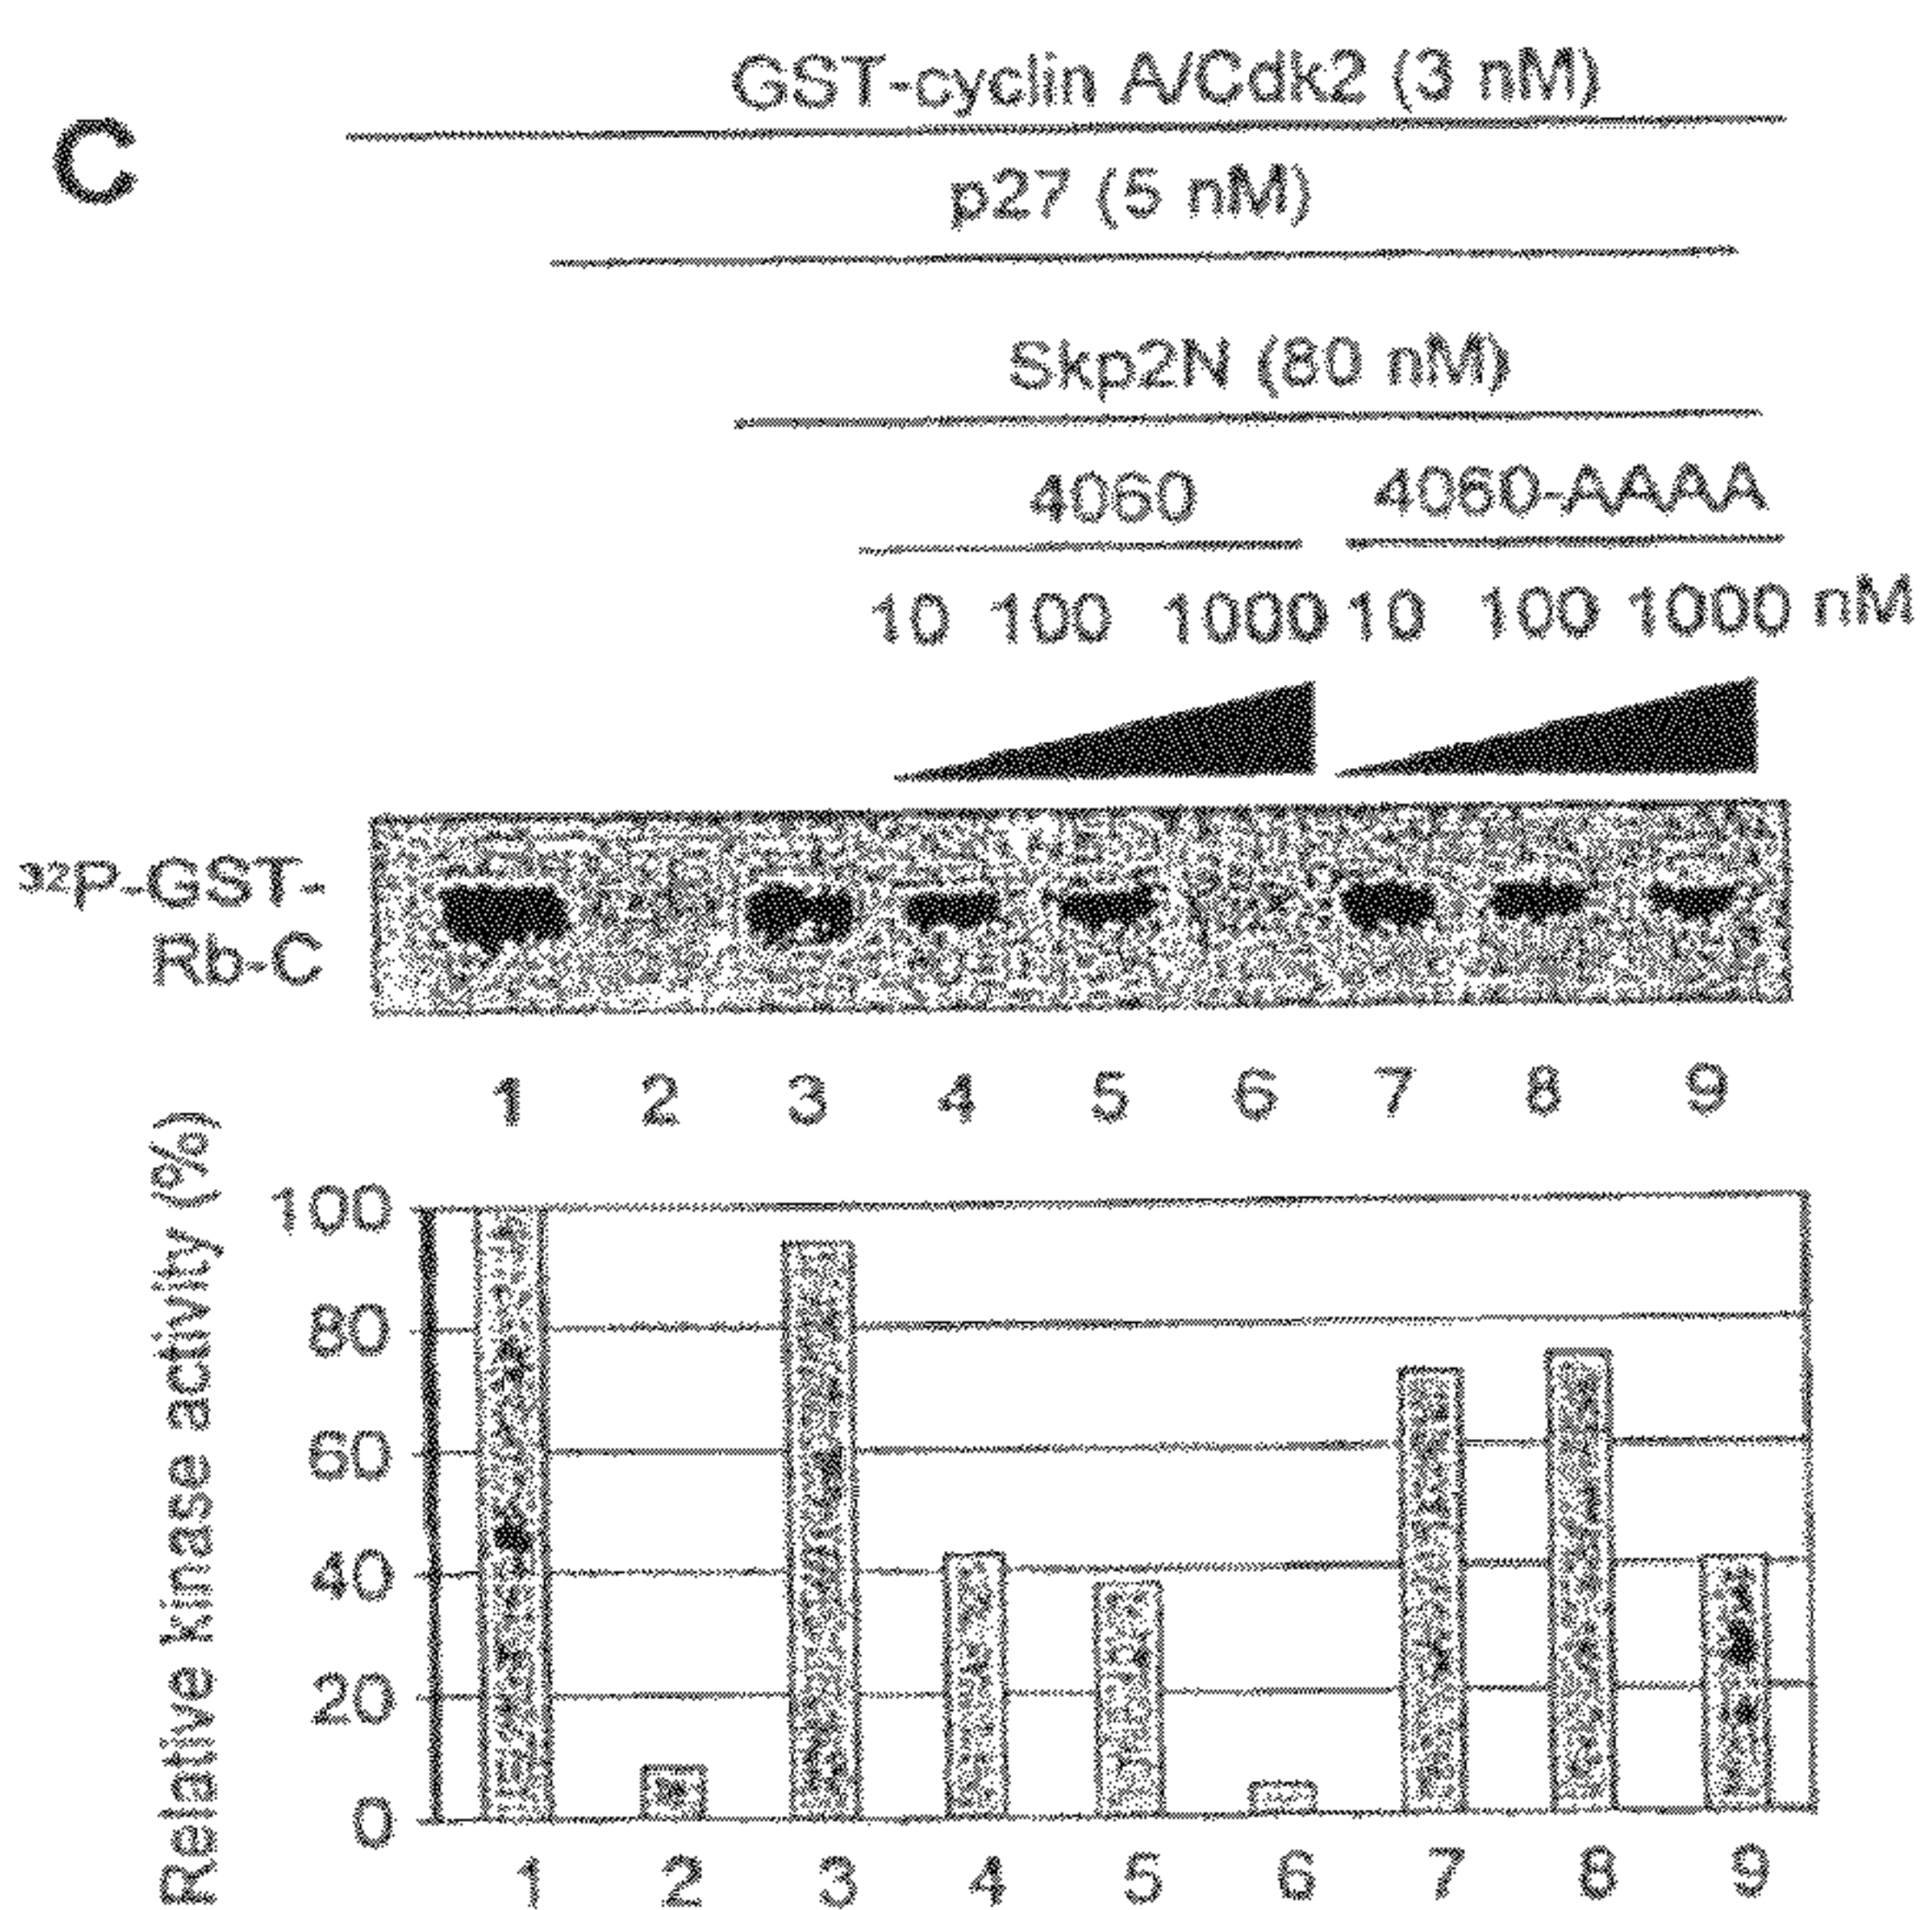 C
GST-cyclin A/Cdk2 (3 nM)
p27 (5 nM)
Skp2N (80 nM)
4060 4060-AAAA
10 100 1000 10 100 1000 nM
³²P-GST-
Rb-C
1 2 3 4 5 6 7 8 9
Relative kinase activity (%)
100
80
60
40
20
0
1 2 3 4 5 6 7 8 9